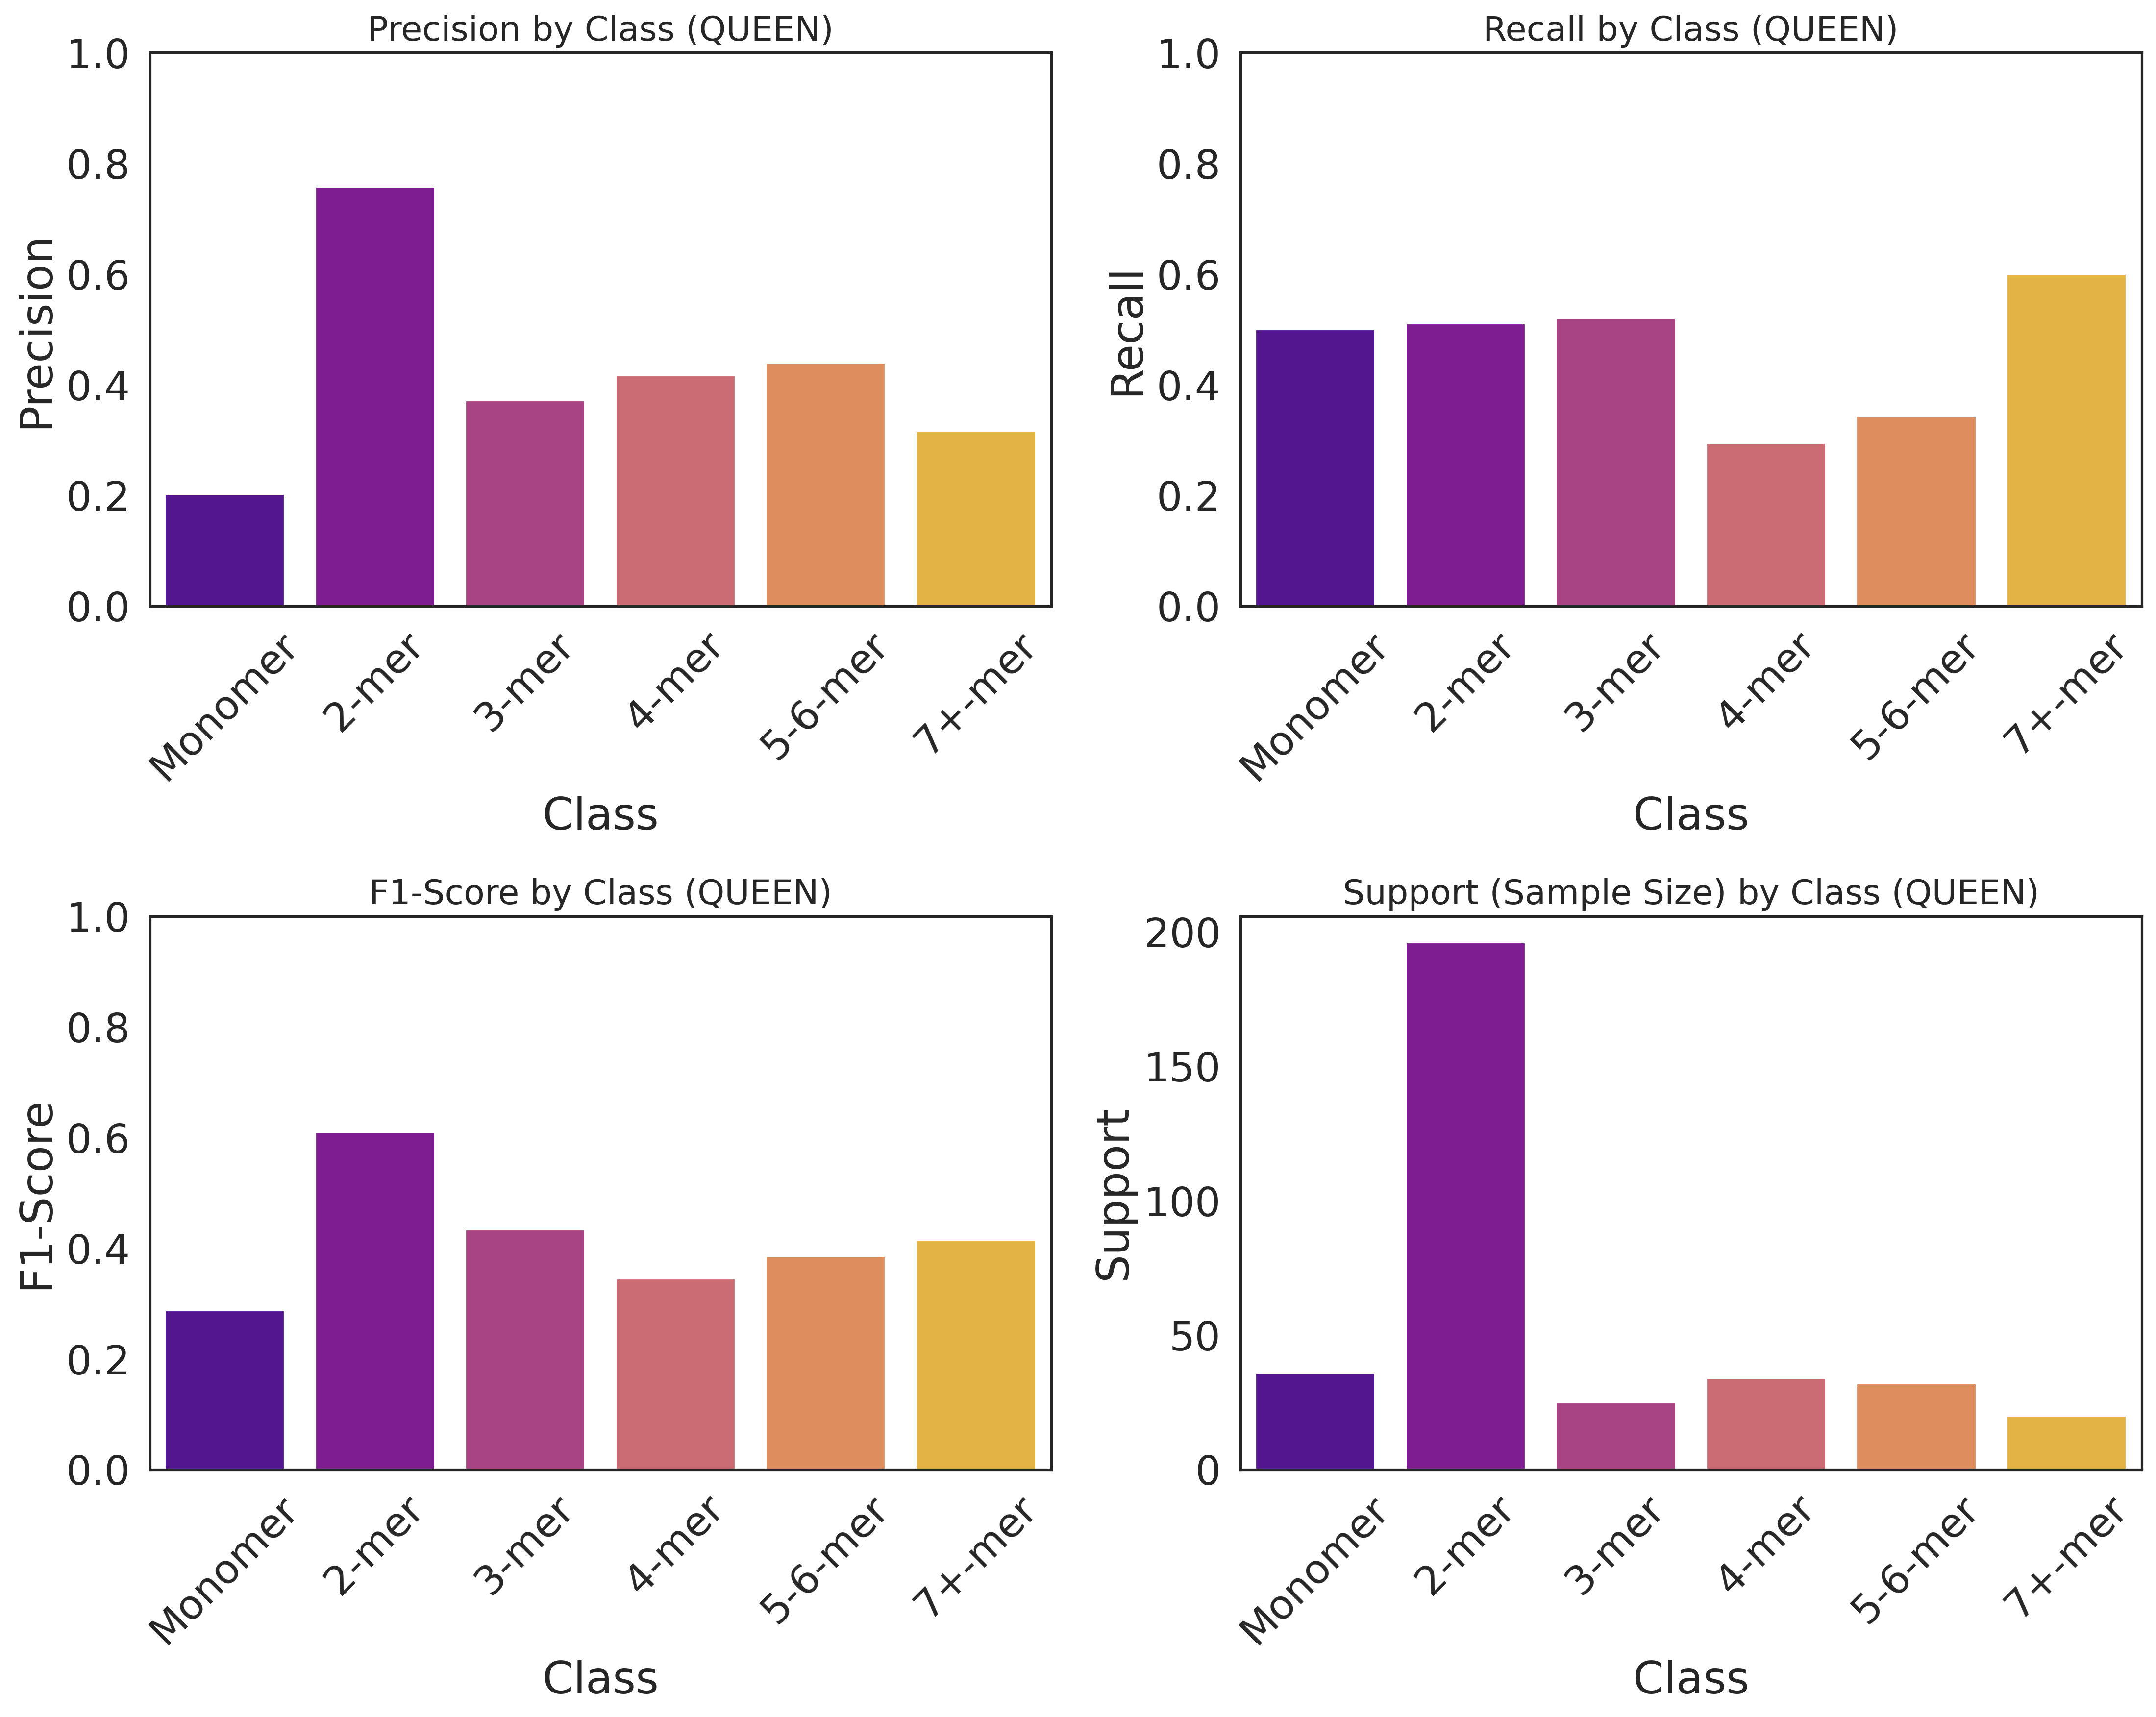 Precision by Class (QUEEN)
1.0
0.8
0.6
0.4
0.2
0.0
Precision
Monomer
2-mer
3-mer
4-mer
5-6-mer
7+-mer
Class
Recall by Class (QUEEN)
1.0
0.8
0.6
0.4
0.2
0.0
Recall
Monomer
2-mer
3-mer
4-mer
5-6-mer
7+-mer
Class
F1-Score by Class (QUEEN)
1.0
0.8
0.6
0.4
0.2
0.0
F1-Score
Monomer
2-mer
3-mer
4-mer
5-6-mer
7+-mer
Class
Support (Sample Size) by Class (QUEEN)
200
150
100
50
0
Support
Monomer
2-mer
3-mer
4-mer
5-6-mer
7+-mer
Class